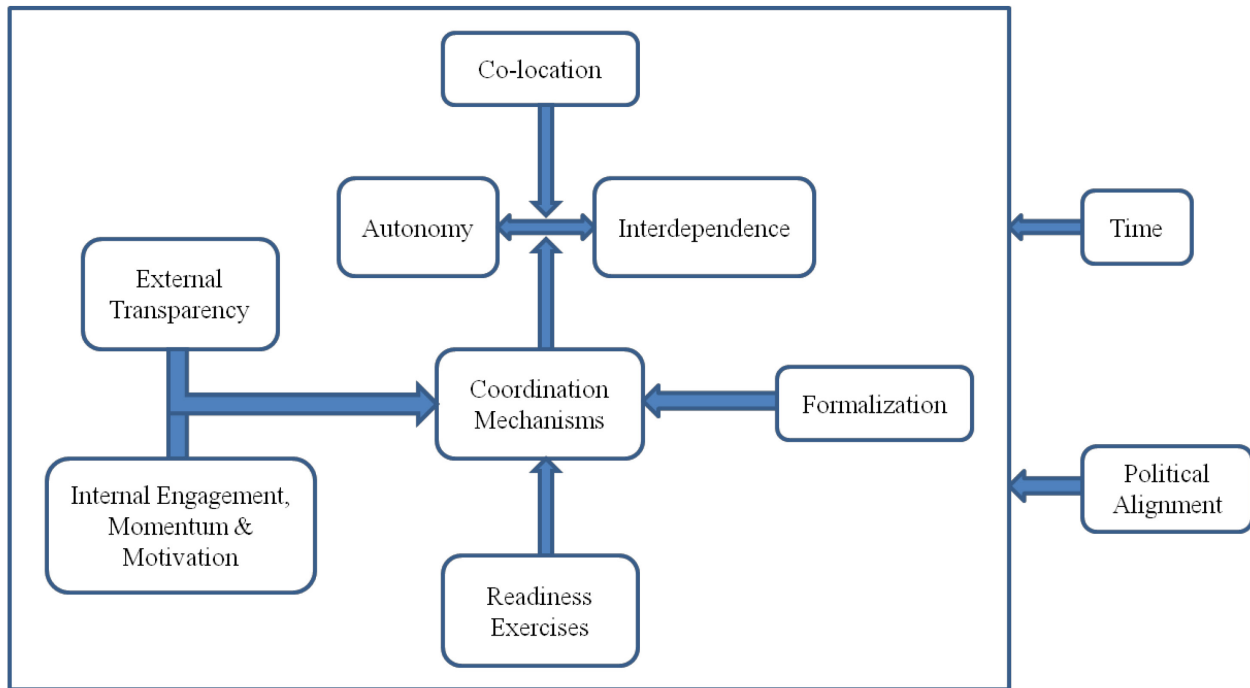 Co-location
Autonomy
Interdependence
Time
External
Transparency
Coordination
Mechanisms
Formalization
Internal Engagement,
Momentum &
Motivation
Political
Alignment
Readiness
Exercises